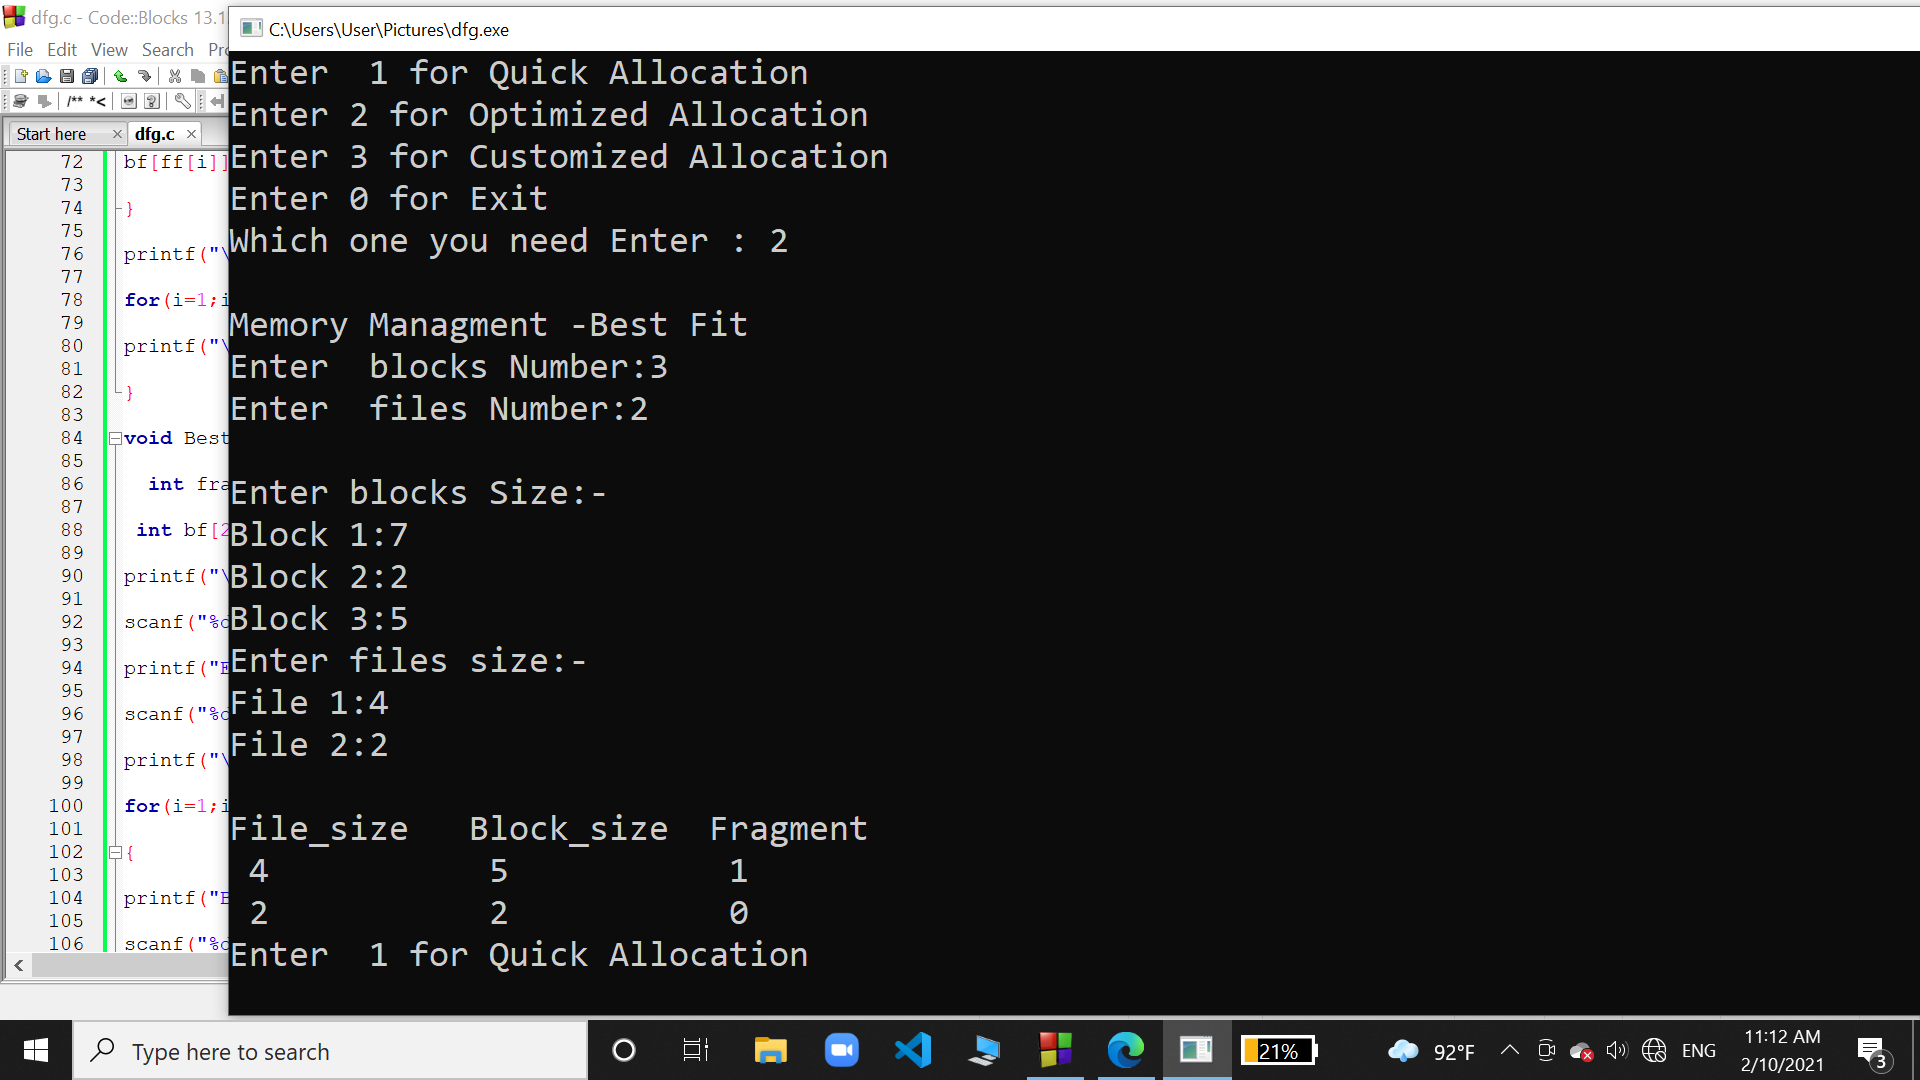 dfg.c - Code::Blocks 13.1
File Edit View Search Pr
/** *<
Start here × dfg.c ×
72 bf[ff[i]]
73
74 }
75
76 printf("\
77
78 for(i=1;i
79
80 printf("\
81
82 }
83
84 void Best
85
86 int fra
87
88 int bf[2
89
90 printf("\
91
92 scanf("%d
93
94 printf("E
95
96 scanf("%d
97
98 printf("\
99
100 for(i=1;i
101
102 {
103
104 printf("B
105
106 scanf("%d
C:\Users\User\Pictures\dfg.exe
Enter  1 for Quick Allocation
Enter 2 for Optimized Allocation
Enter 3 for Customized Allocation
Enter 0 for Exit
Which one you need Enter : 2
Memory Managment -Best Fit
Enter  blocks Number:3
Enter  files Number:2
Enter blocks Size:-
Block 1:7
Block 2:2
Block 3:5
Enter files size:-
File 1:4
File 2:2
File_size   Block_size  Fragment
4            5           1
2            2           0
Enter  1 for Quick Allocation
Type here to search
21%
92°F
ENG
11:12 AM
2/10/2021
3